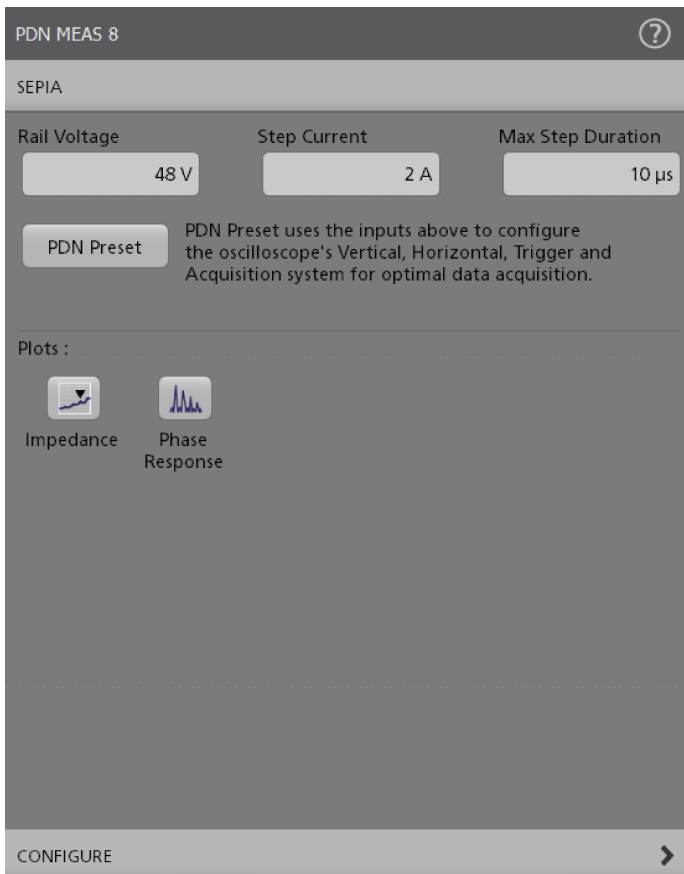 PDN MEAS 8
?
SEPIA
Rail Voltage Step Current Max Step Duration
48 V 2 A 10 µs
PDN Preset
PDN Preset uses the inputs above to configure
the oscilloscope's Vertical, Horizontal, Trigger and
Acquisition system for optimal data acquisition.
Plots :
Impedance
Phase
Response
CONFIGURE